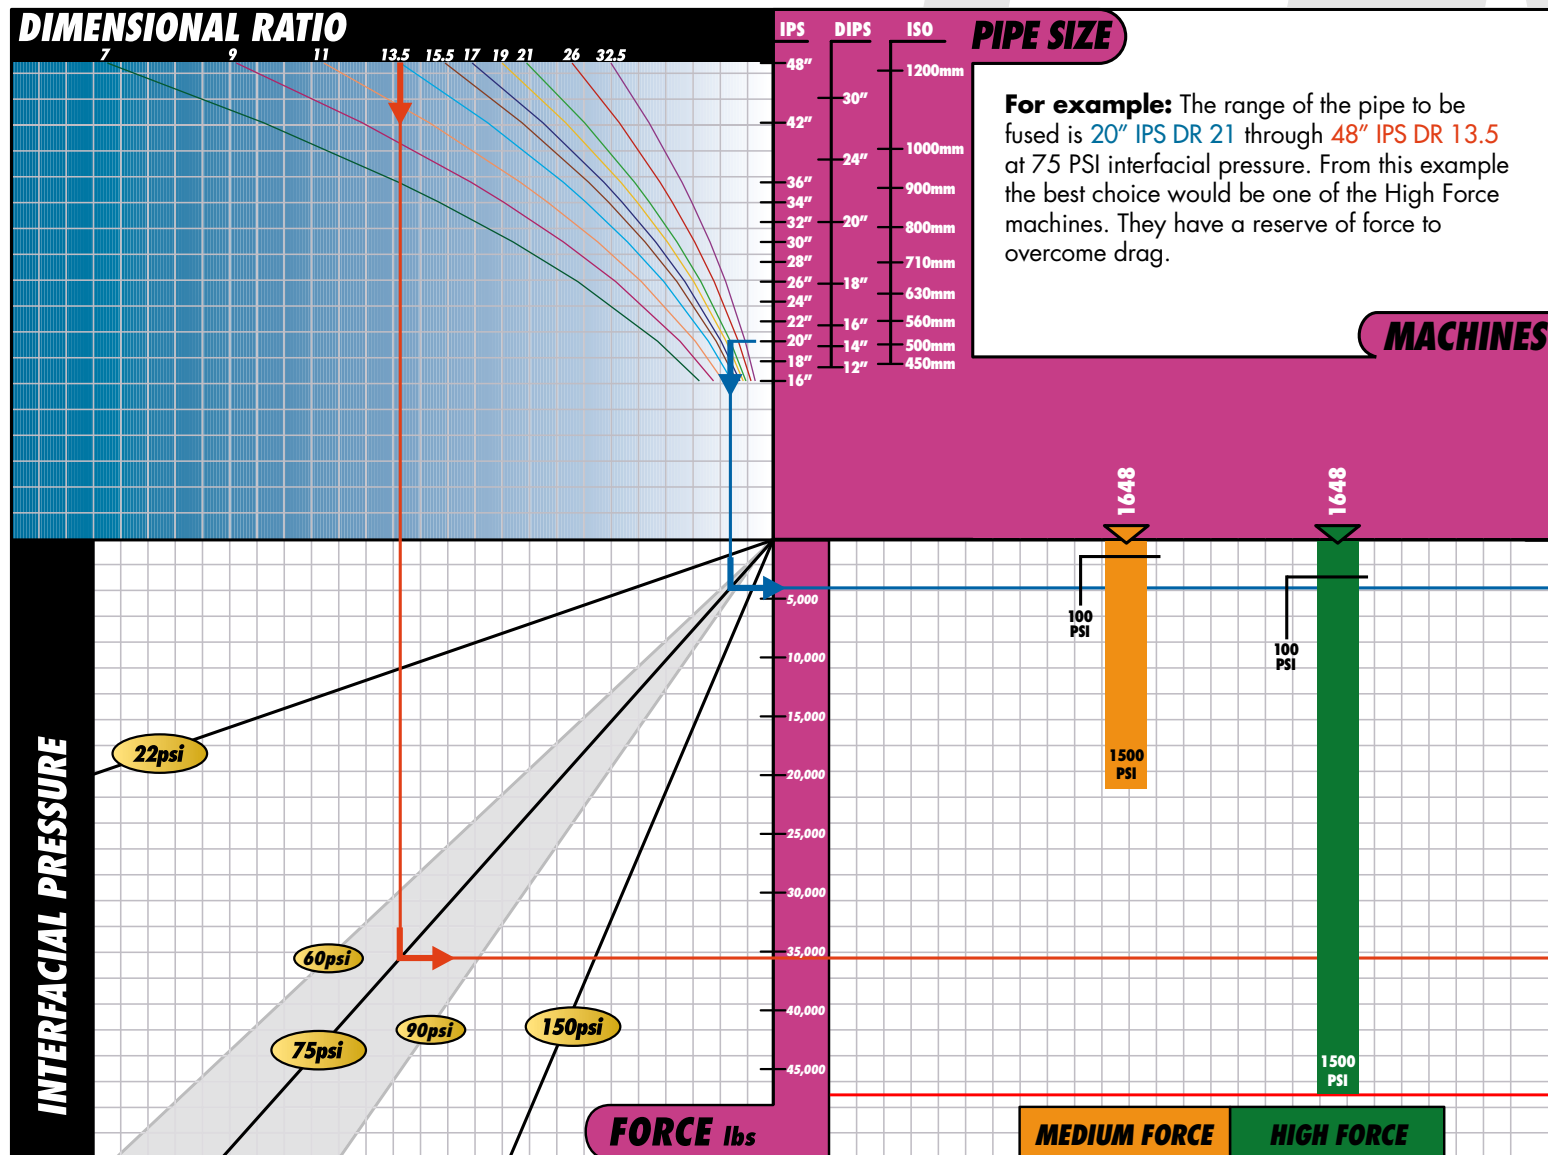 DIMENSIONAL RATIO
7 9 11 13.5 15.5 17 19 21 26 32.5
IPS DIPS ISO
48"
42"
36"
34"
32"
30"
28"
26"
24"
22"
20"
18"
16"
30"
24"
20"
18"
16"
14"
12"
1200mm
1000mm
900mm
800mm
710mm
630mm
560mm
500mm
450mm
PIPE SIZE
For example: The range of the pipe to be
fused is 20" IPS DR 21 through 48" IPS DR 13.5
at 75 PSI interfacial pressure. From this example
the best choice would be one of the High Force
machines. They have a reserve of force to
overcome drag.
MACHINES
1648
1648
100
PSI
100
PSI
1500
PSI
1500
PSI
INTERFACIAL PRESSURE
22psi
60psi
75psi
90psi
150psi
5,000
10,000
15,000
20,000
25,000
30,000
35,000
40,000
45,000
FORCE lbs
MEDIUM FORCE
HIGH FORCE